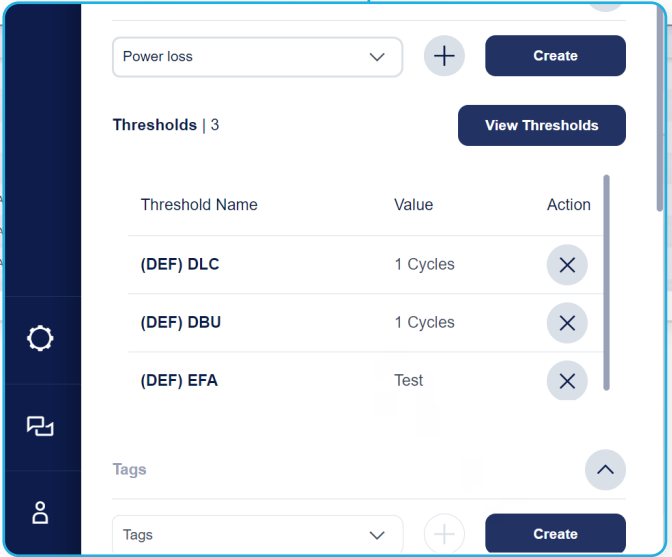 Power loss
Create
Thresholds | 3
View Thresholds
Threshold Name Value Action
(DEF) DLC 1 Cycles
(DEF) DBU 1 Cycles
(DEF) EFA Test
Tags
Tags
Create